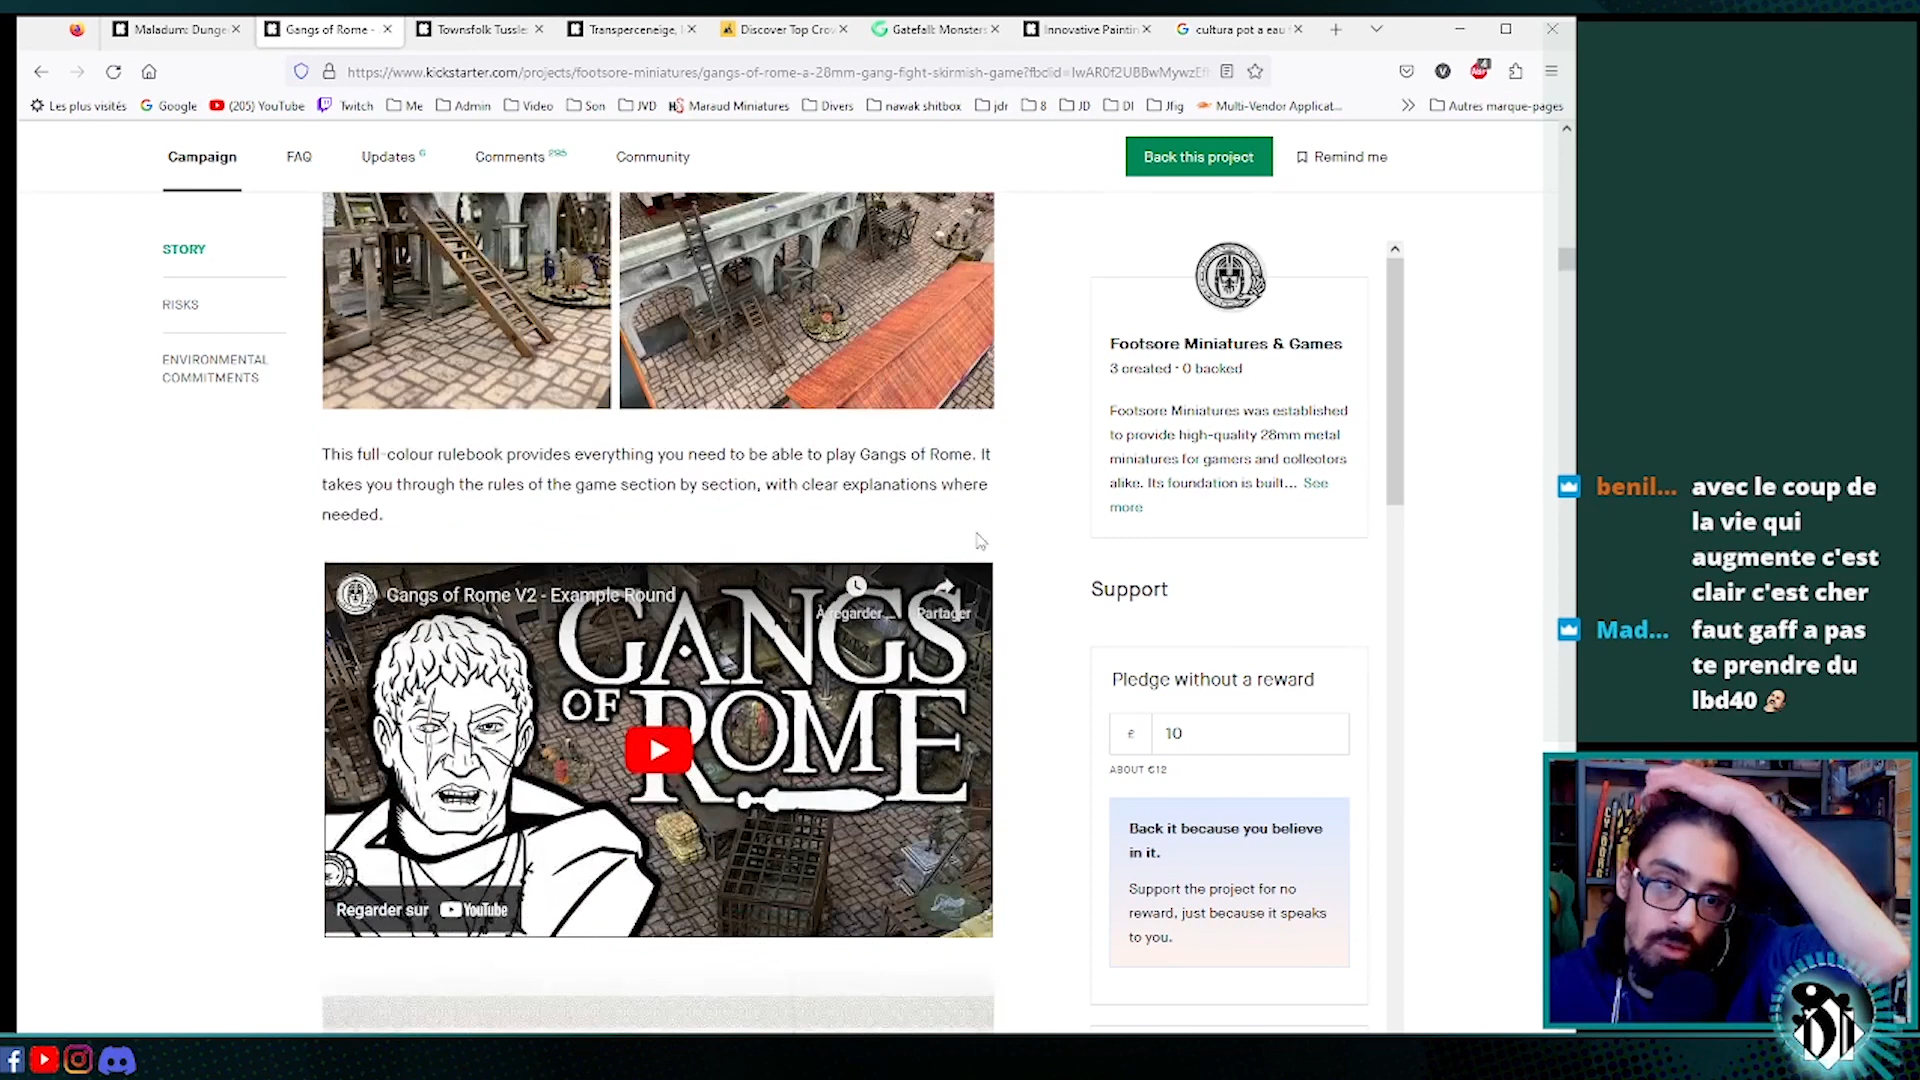 Maladum: Dunge
Gangs of Rome -
Townsfolk Tussle:
Transperceneige, l
Discover Top Crov
Gatefall: Monsters
Innovative Paintin
cultura pot a eau
https://www.kickstarter.com/projects/footsore-miniatures/gangs-of-rome-a-28mm-gang-fight-skirmish-game?fbclid=IwAR0f2UBBwMywzEf
Les plus visités
Google
(205) YouTube
Twitch
Me
Admin
Video
Son
JVD
Maraud Miniatures
Divers
nawak shitbox
jdr
8
JD
DI
Jfig
Multi-Vendor Applicat...
Autres marque-pages
Campaign
FAQ
Updates 6
Comments 295
Community
Back this project
Remind me
STORY
RISKS
ENVIRONMENTAL
COMMITMENTS
This full-colour rulebook provides everything you need to be able to play Gangs of Rome. It
takes you through the rules of the game section by section, with clear explanations where
needed.
Gangs of Rome V2 - Example Round
À regarder ...
Partager
GANGS
OF ROME
Regarder sur YouTube
Footsore Miniatures & Games
3 created · 0 backed
Footsore Miniatures was established
to provide high-quality 28mm metal
miniatures for gamers and collectors
alike. Its foundation is built... See
more
Support
Pledge without a reward
£ 10
ABOUT €12
Back it because you believe
in it.
Support the project for no
reward, just because it speaks
to you.
benil... avec le coup de
la vie qui
augmente c'est
clair c'est cher
Mad... faut gaff a pas
te prendre du
lbd40
DI